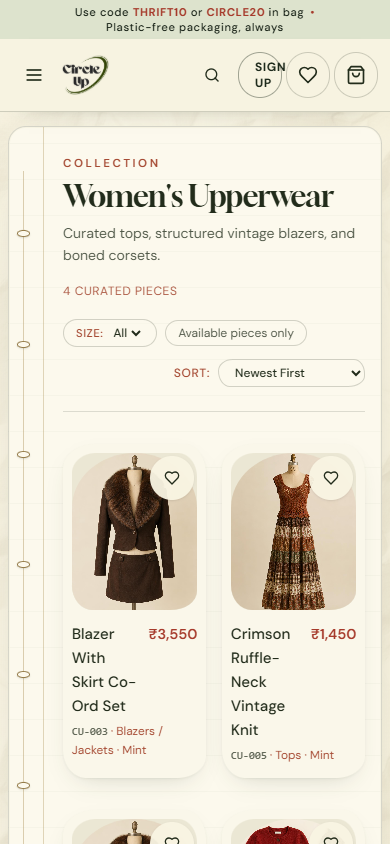 Use code THRIFT10 or CIRCLE20 in bag •
Plastic-free packaging, always
Circle
Up
SIGN
UP
COLLECTION
Women's Upperwear
Curated tops, structured vintage blazers, and
boned corsets.
4 CURATED PIECES
SIZE: All
Available pieces only
SORT: Newest First
Blazer
With
Skirt Co-
Ord Set
₹3,550
CU-003 · Blazers /
Jackets · Mint
Crimson
Ruffle-
Neck
Vintage
Knit
₹1,450
CU-005 · Tops · Mint